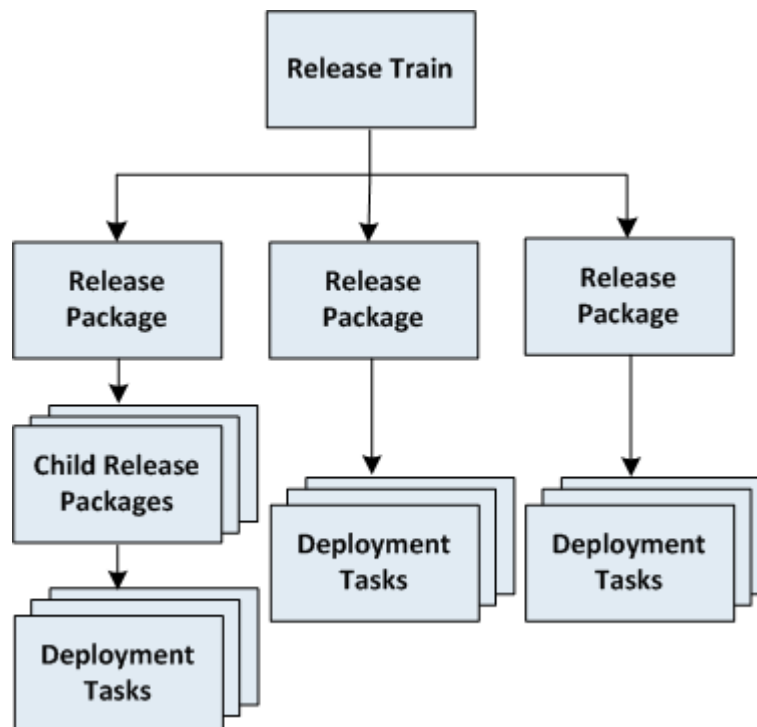 Release Train
Release
Package
Release
Package
Release
Package
Child Release
Packages
Deployment
Tasks
Deployment
Tasks
Deployment
Tasks